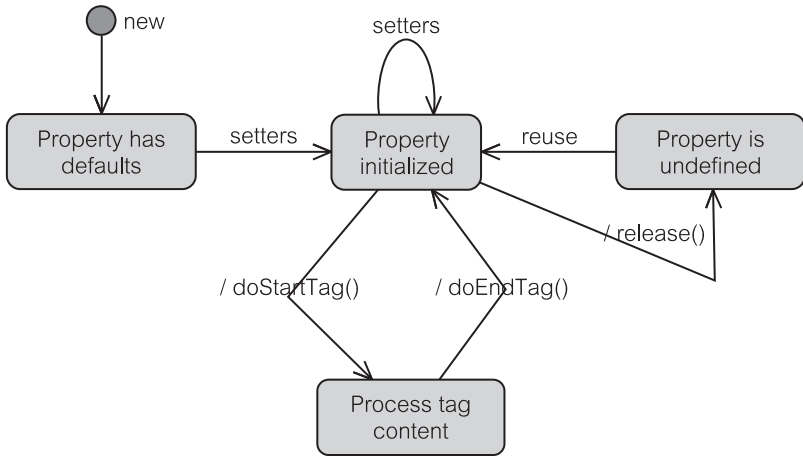 new
setters
Property has
defaults
setters
Property
initialized
reuse
Property is
undefined
/ release()
/ doStartTag()
/ doEndTag()
Process tag
content